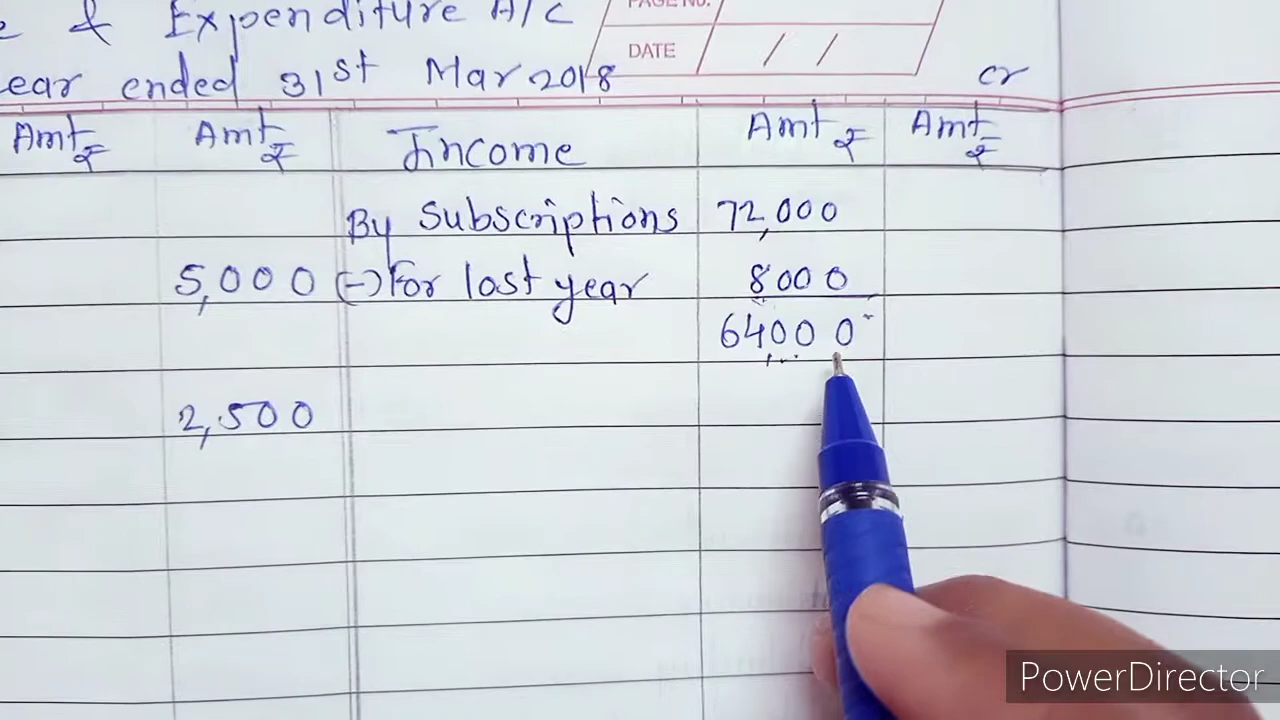 & Expenditure A/C
PAGE NO.
DATE / /
ear ended 31st Mar 2018
cr
Amt ₹ Amt ₹ Income Amt ₹ Amt ₹
By Subscriptions 72,000
5,000 (-) For last year 8000
64000
2,500
PowerDirector